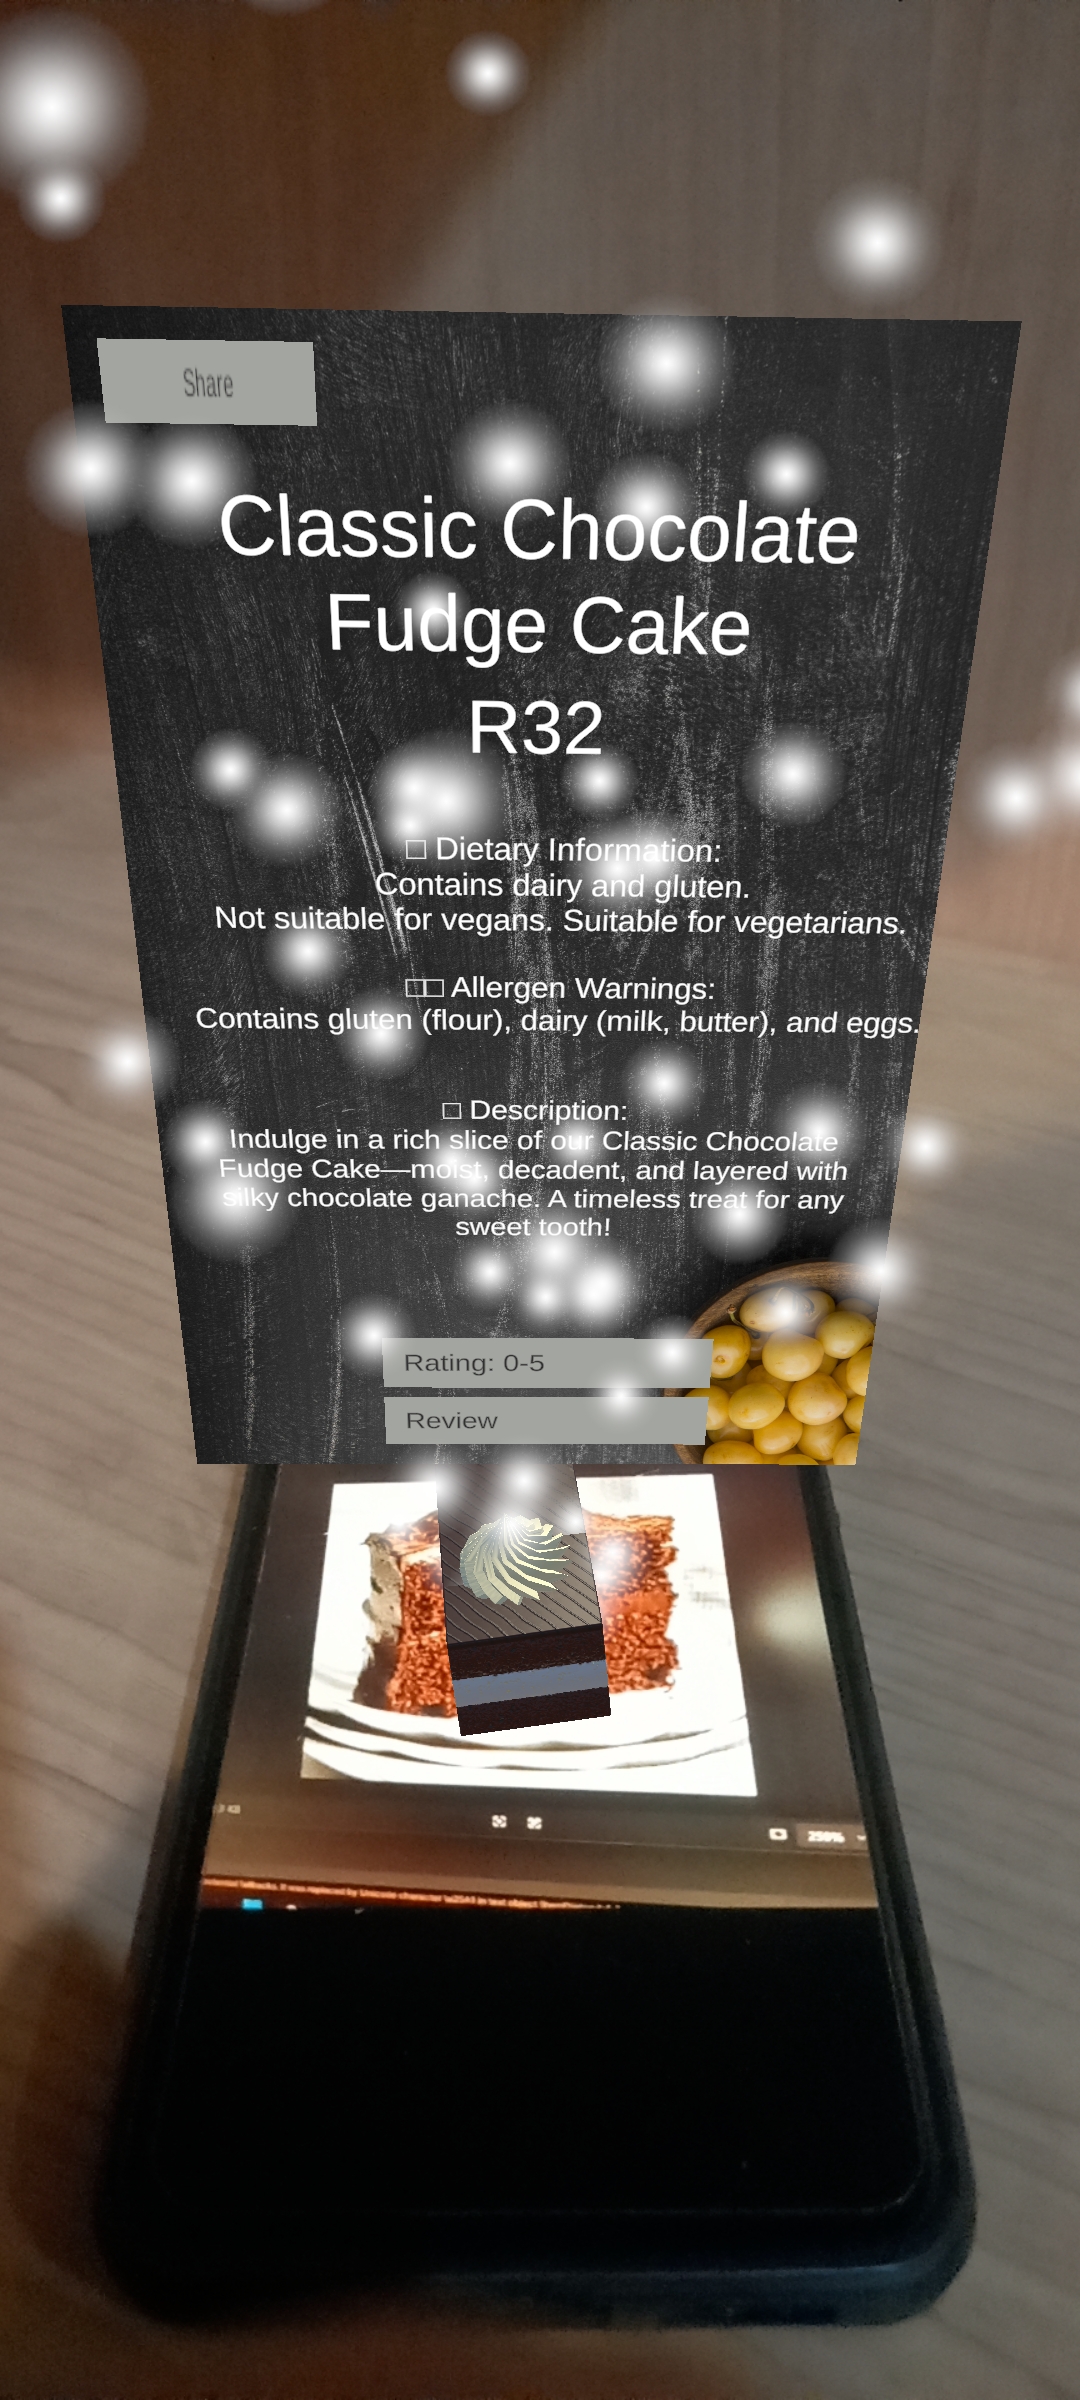 Share
Classic Chocolate
Fudge Cake
R32
□ Dietary Information:
Contains dairy and gluten.
Not suitable for vegans. Suitable for vegetarians.
□□ Allergen Warnings:
Contains gluten (flour), dairy (milk, butter), and eggs.
□ Description:
Indulge in a rich slice of our Classic Chocolate
Fudge Cake—moist, decadent, and layered with
silky chocolate ganache. A timeless treat for any
sweet tooth!
Rating: 0-5
Review
250%